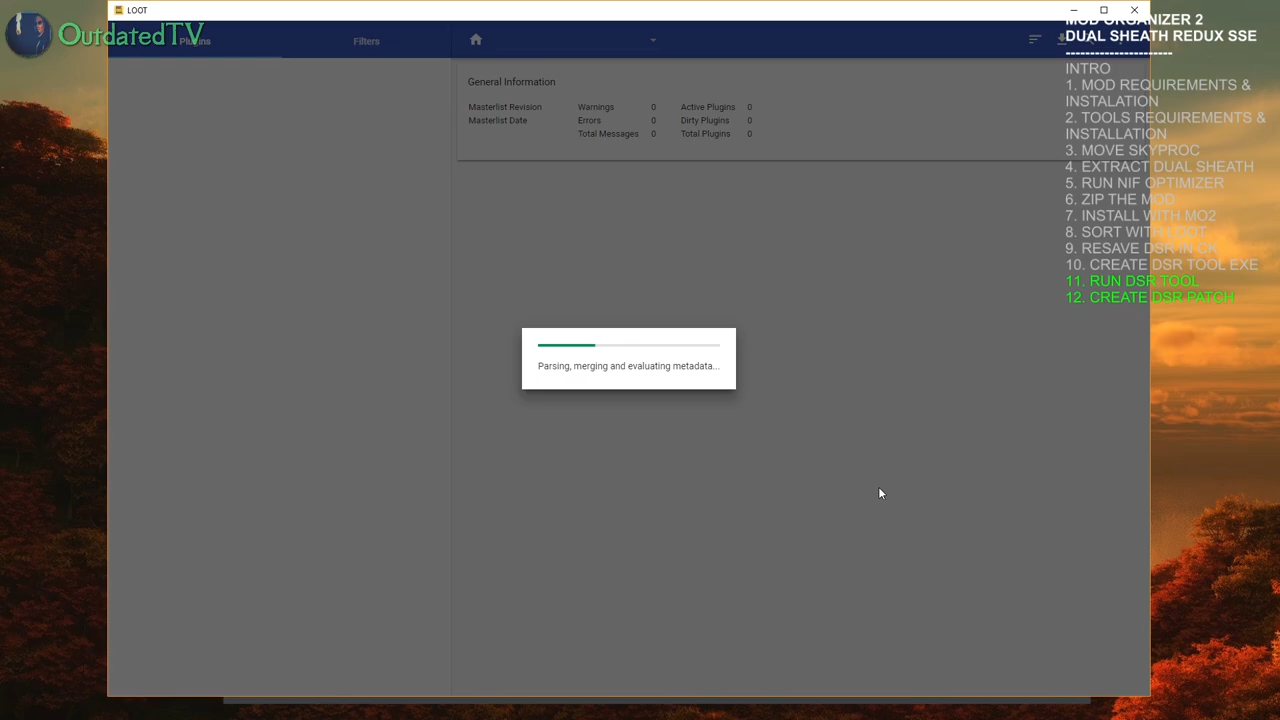 LOOT
OutdatedTV
Plugins
Filters
General Information
Masterlist Revision
Warnings 0
Active Plugins 0
Masterlist Date
Errors 0
Dirty Plugins 0
Total Messages 0
Total Plugins 0
Parsing, merging and evaluating metadata...
MOD ORGANIZER 2
DUAL SHEATH REDUX SSE
-----------------------
INTRO
1. MOD REQUIREMENTS &
INSTALATION
2. TOOLS REQUIREMENTS &
INSTALLATION
3. MOVE SKYPROC
4. EXTRACT DUAL SHEATH
5. RUN NIF OPTIMIZER
6. ZIP THE MOD
7. INSTALL WITH MO2
8. SORT WITH LOOT
9. RESAVE DSR IN CK
10. CREATE DSR TOOL EXE
11. RUN DSR TOOL
12. CREATE DSR PATCH